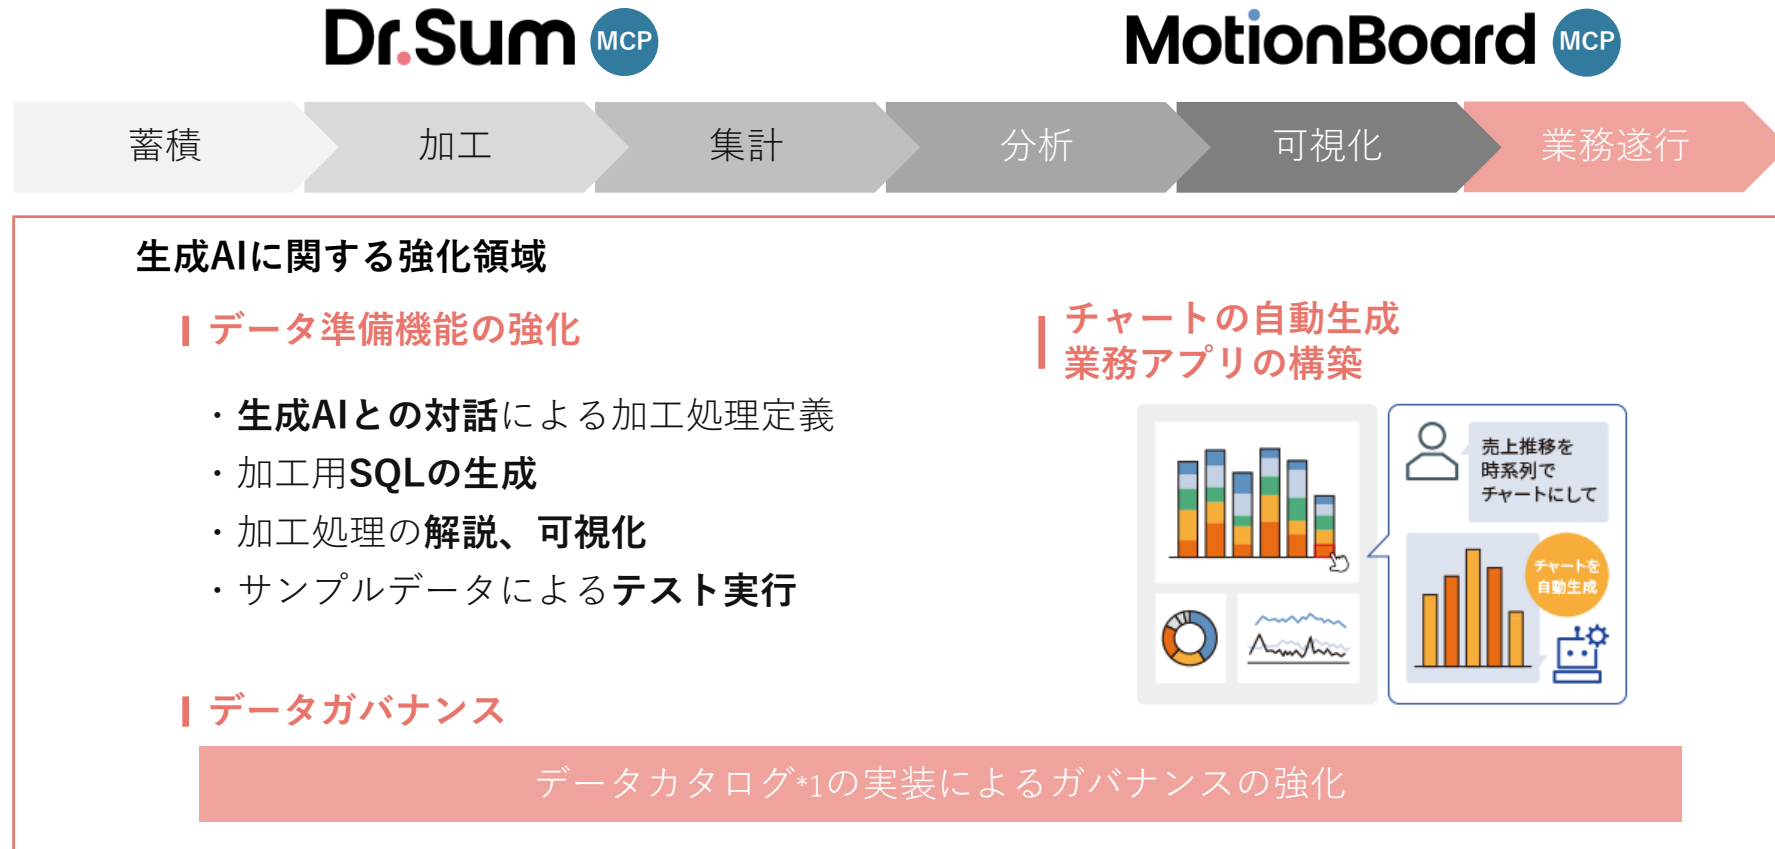 Dr.Sum MCP
MotionBoard MCP
蓄積
加工
集計
分析
可視化
業務遂行
生成AIに関する強化領域
データ準備機能の強化
・生成AIとの対話による加工処理定義
・加工用SQLの生成
・加工処理の解説、可視化
・サンプルデータによるテスト実行
チャートの自動生成
業務アプリの構築
売上推移を
時系列で
チャートにして
チャートを
自動生成
データガバナンス
データカタログ*1の実装によるガバナンスの強化